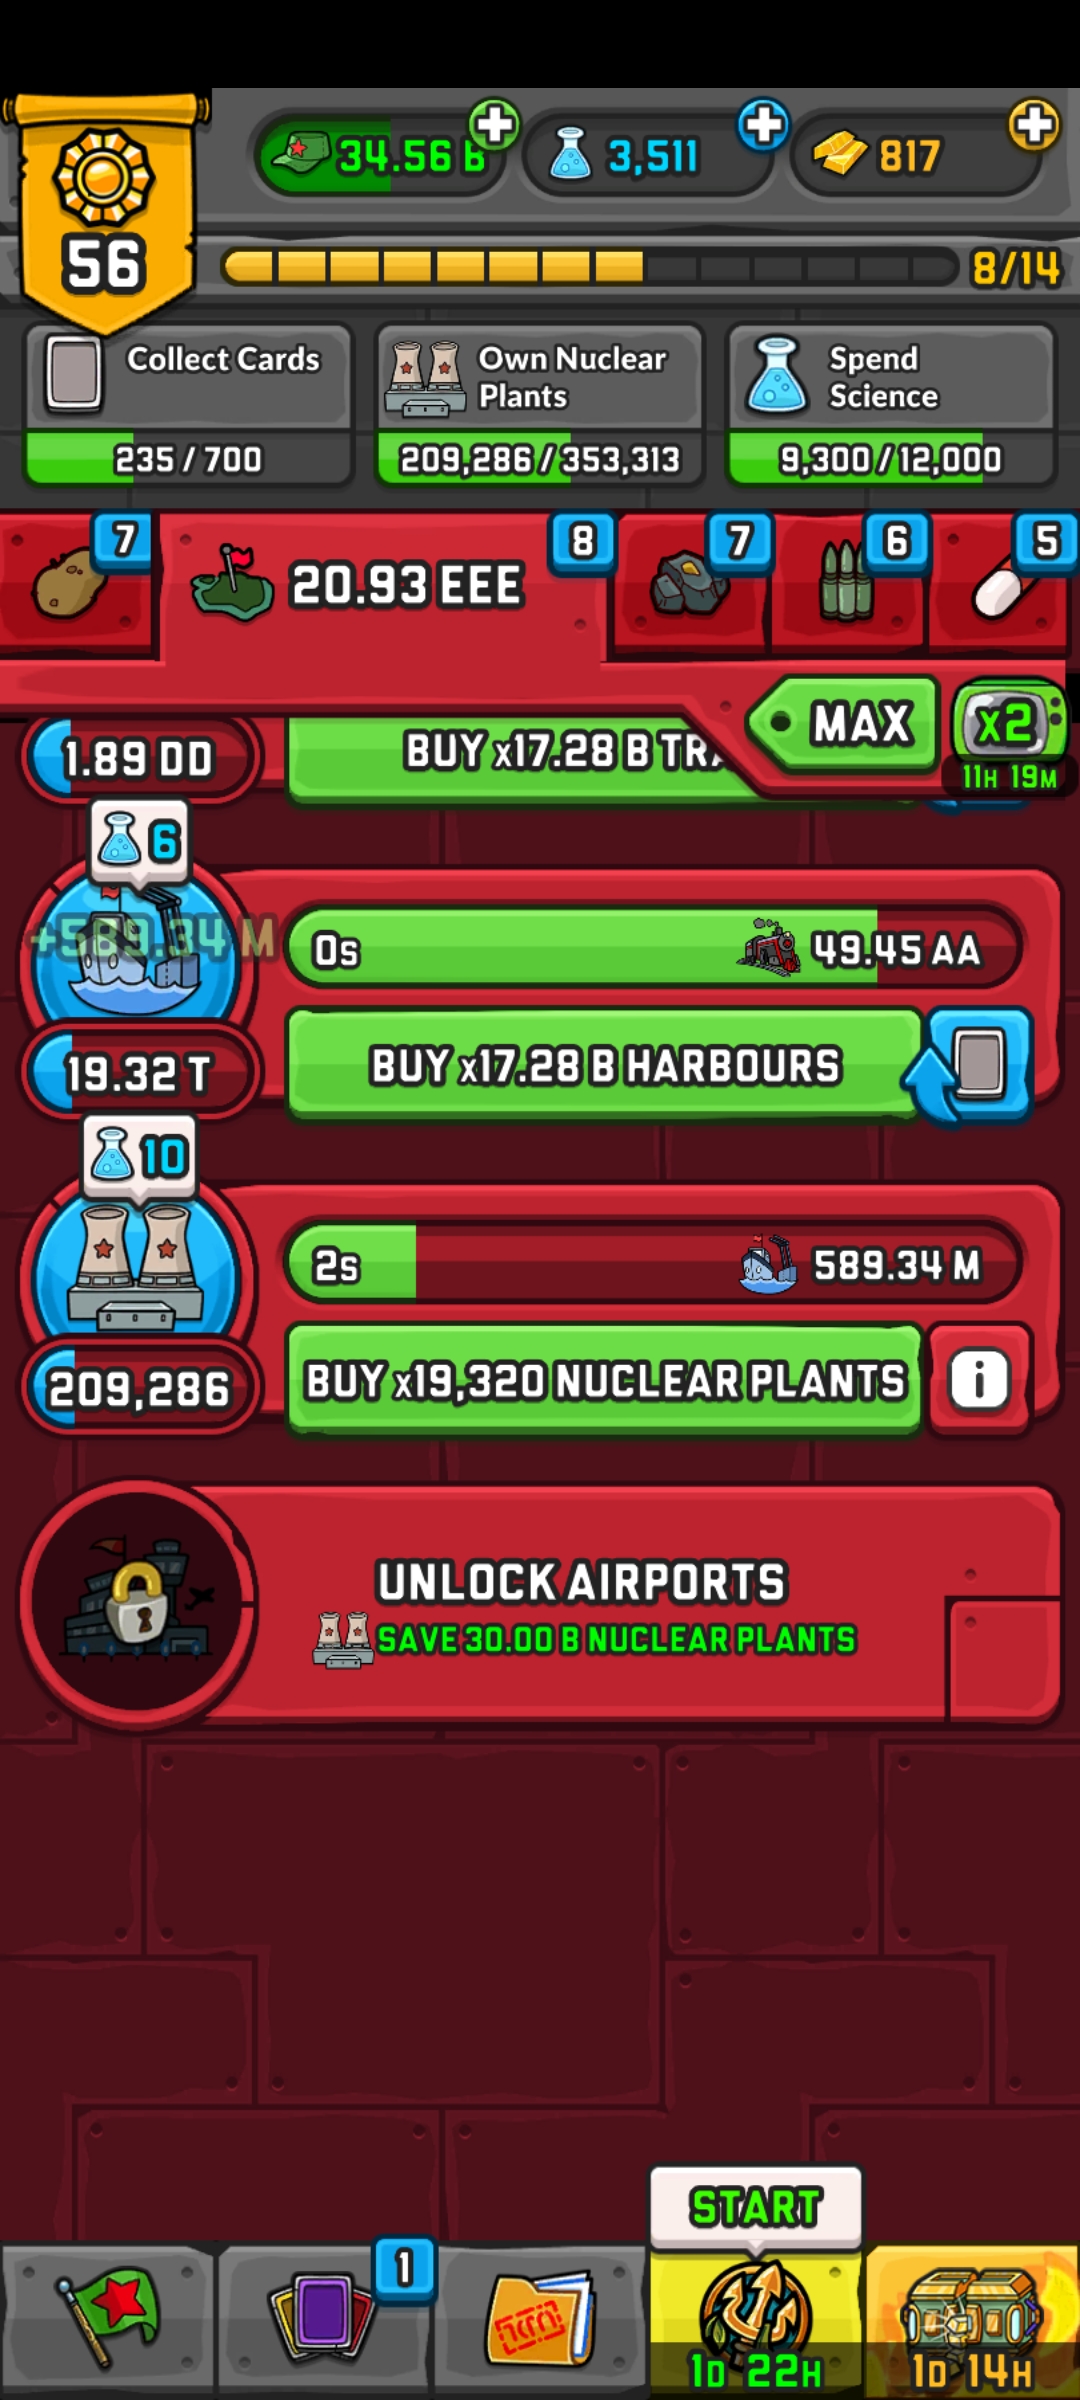 34.56 B
3,511
817
56
8/14
Collect Cards
235/700
Own Nuclear
Plants
209,286/353,313
Spend
Science
9,300/12,000
7
20.93 EEE
8
7
6
5
MAX
x2
11H 19M
1.89 DD
BUY x17.28 B TRA
6
+589.34 M
0s
49.45 AA
19.32 T
BUY x17.28 B HARBOURS
10
2s
589.34 M
209,286
BUY x19,320 NUCLEAR PLANTS
i
UNLOCK AIRPORTS
SAVE 30.00 B NUCLEAR PLANTS
START
1
1D 22H
1D 14H